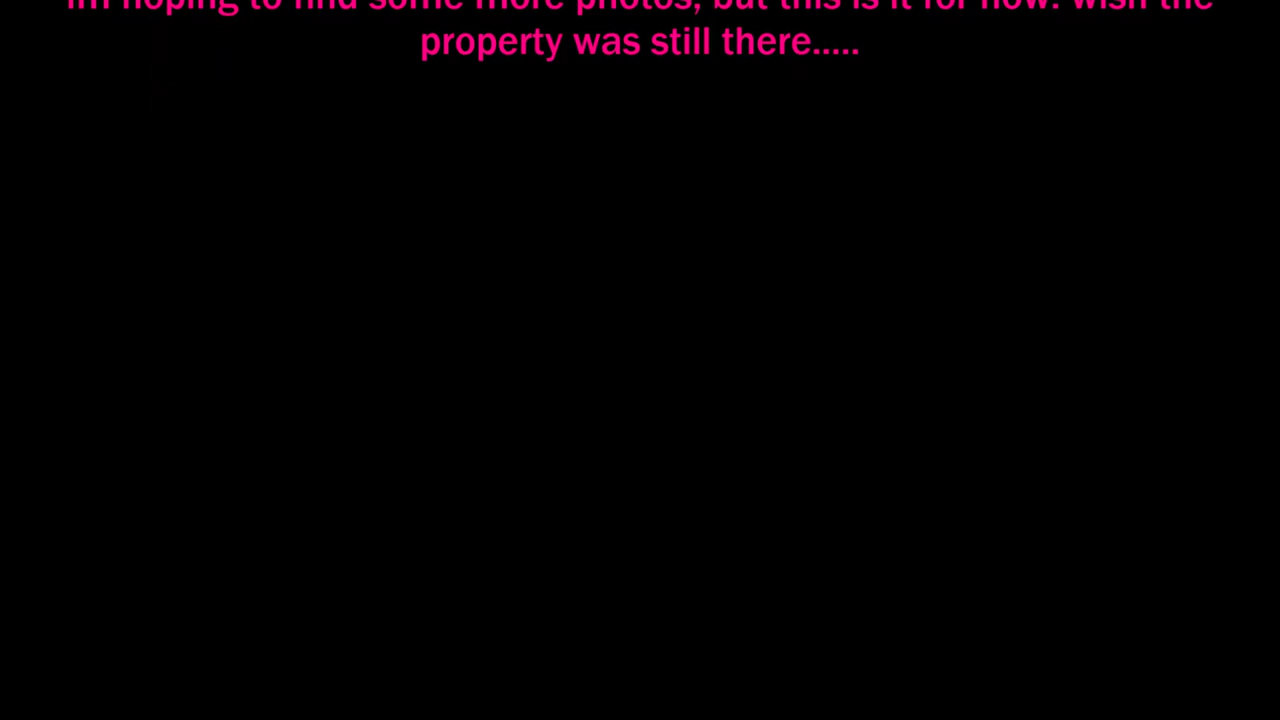 im hoping to find some more photos, but this is it for now. wish the
property was still there.....